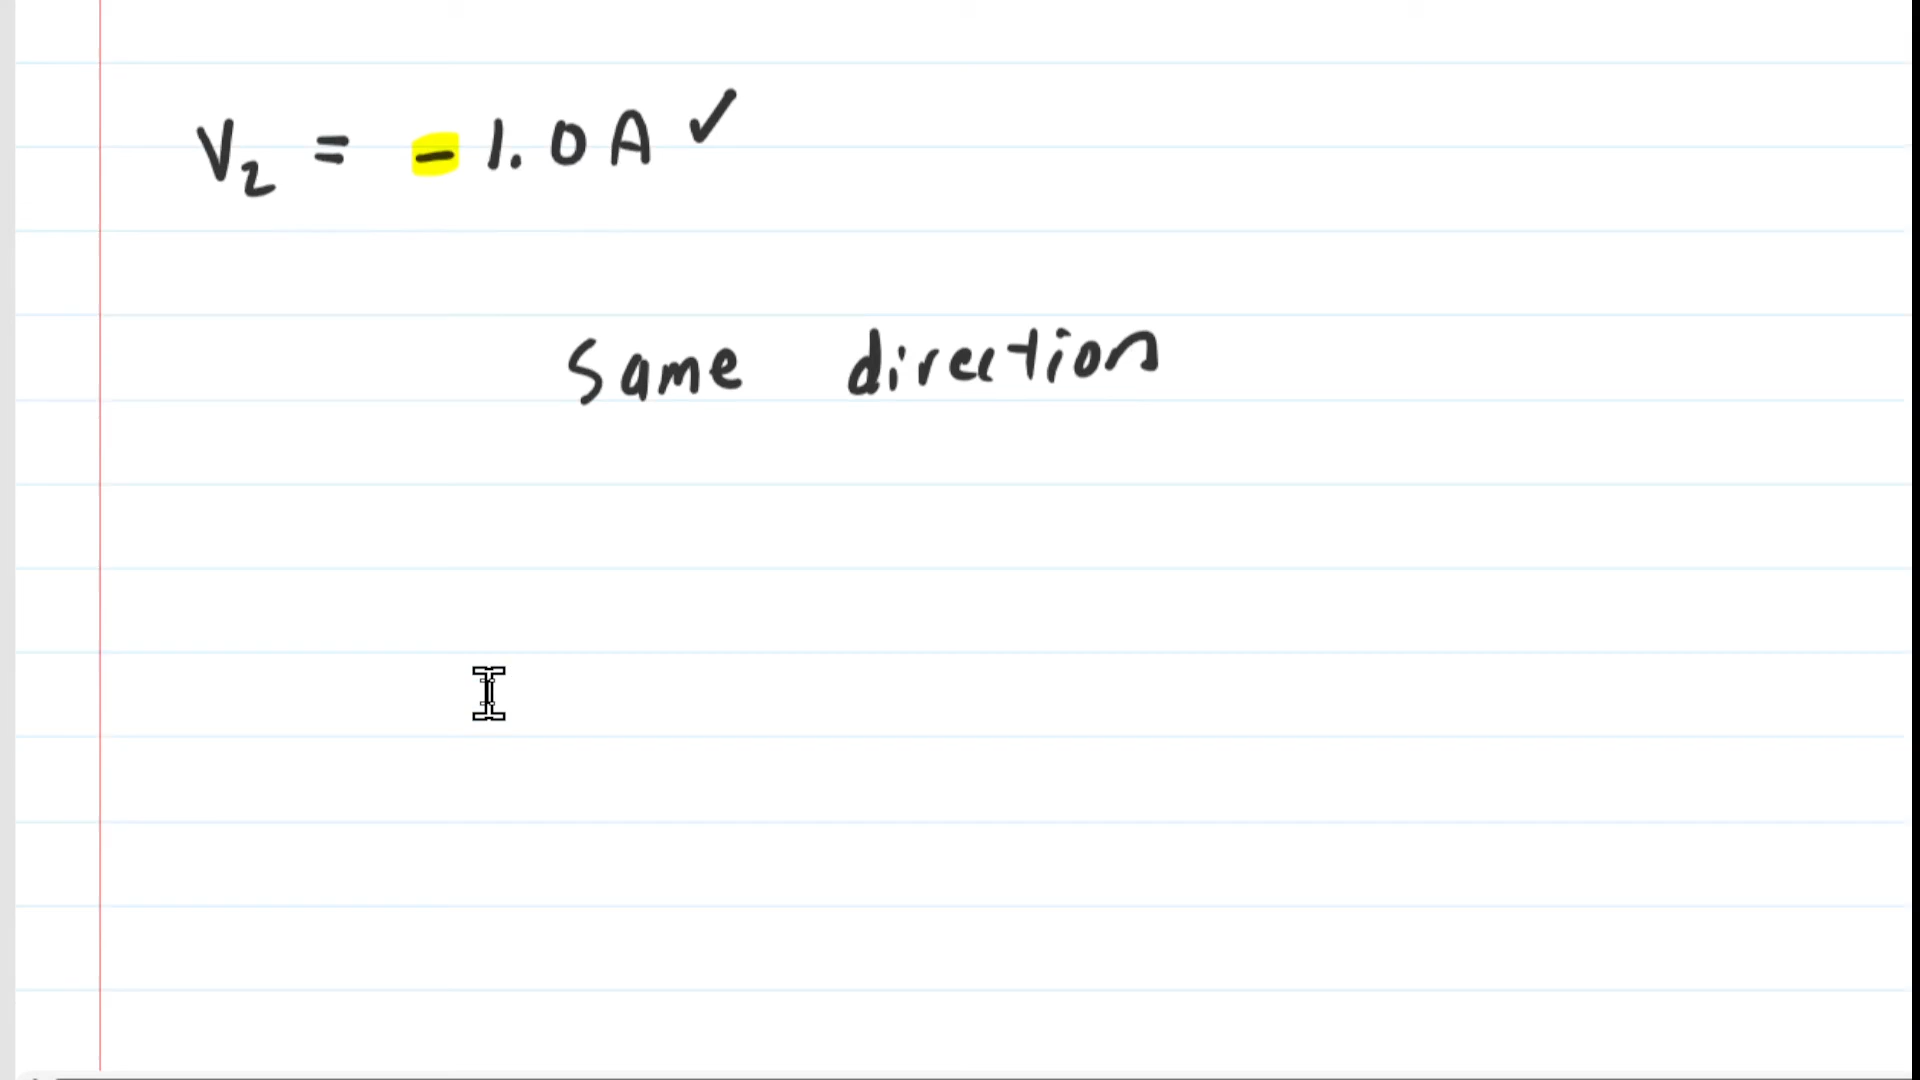 V₂ = - 1.0 A ✓
same direction